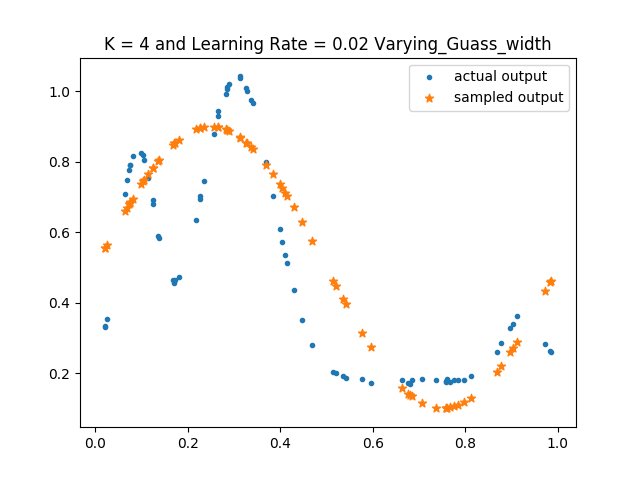 K = 4 and Learning Rate = 0.02 Varying_Guass_width
actual output
sampled output
1.0
0.8
0.6
0.4
0.2
0.0 0.2 0.4 0.6 0.8 1.0